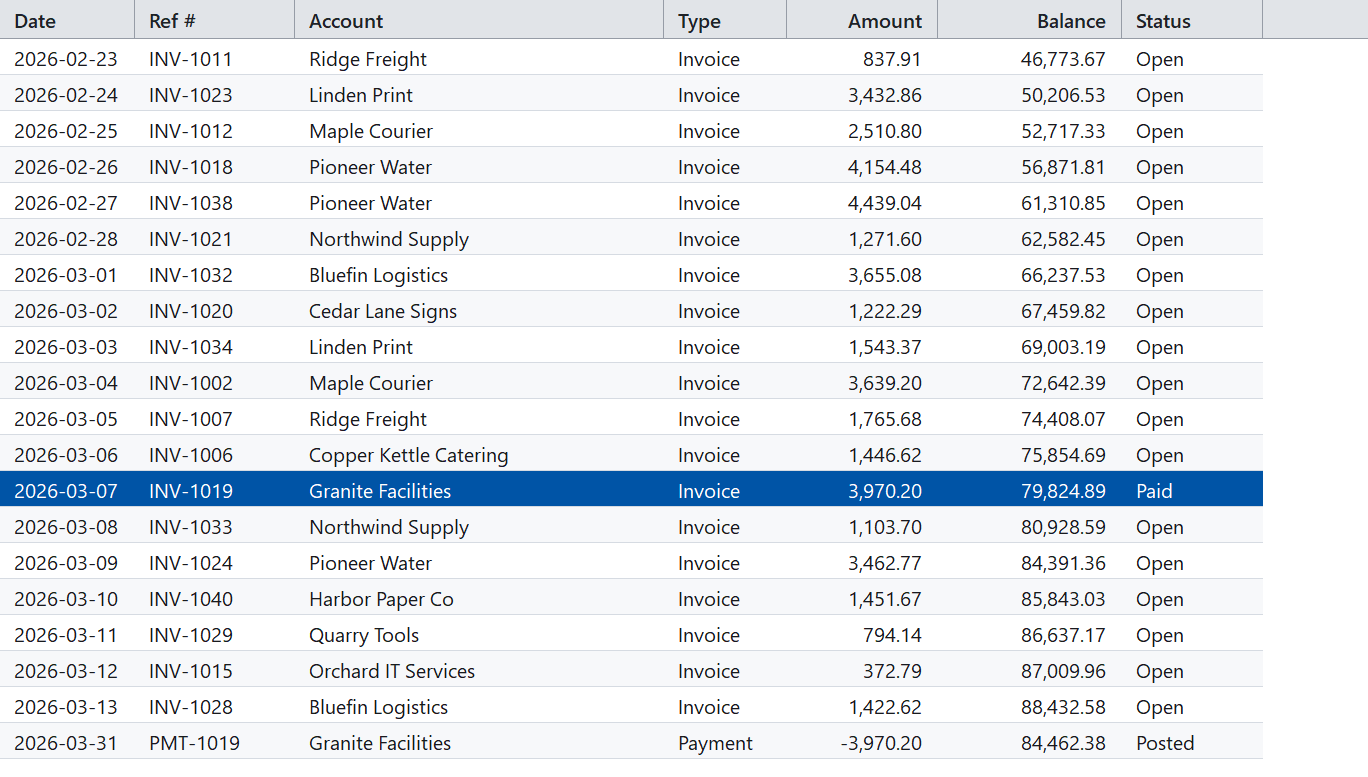 Date Ref # Account Type Amount Balance Status
2026-02-23 INV-1011 Ridge Freight Invoice 837.91 46,773.67 Open
2026-02-24 INV-1023 Linden Print Invoice 3,432.86 50,206.53 Open
2026-02-25 INV-1012 Maple Courier Invoice 2,510.80 52,717.33 Open
2026-02-26 INV-1018 Pioneer Water Invoice 4,154.48 56,871.81 Open
2026-02-27 INV-1038 Pioneer Water Invoice 4,439.04 61,310.85 Open
2026-02-28 INV-1021 Northwind Supply Invoice 1,271.60 62,582.45 Open
2026-03-01 INV-1032 Bluefin Logistics Invoice 3,655.08 66,237.53 Open
2026-03-02 INV-1020 Cedar Lane Signs Invoice 1,222.29 67,459.82 Open
2026-03-03 INV-1034 Linden Print Invoice 1,543.37 69,003.19 Open
2026-03-04 INV-1002 Maple Courier Invoice 3,639.20 72,642.39 Open
2026-03-05 INV-1007 Ridge Freight Invoice 1,765.68 74,408.07 Open
2026-03-06 INV-1006 Copper Kettle Catering Invoice 1,446.62 75,854.69 Open
2026-03-07 INV-1019 Granite Facilities Invoice 3,970.20 79,824.89 Paid
2026-03-08 INV-1033 Northwind Supply Invoice 1,103.70 80,928.59 Open
2026-03-09 INV-1024 Pioneer Water Invoice 3,462.77 84,391.36 Open
2026-03-10 INV-1040 Harbor Paper Co Invoice 1,451.67 85,843.03 Open
2026-03-11 INV-1029 Quarry Tools Invoice 794.14 86,637.17 Open
2026-03-12 INV-1015 Orchard IT Services Invoice 372.79 87,009.96 Open
2026-03-13 INV-1028 Bluefin Logistics Invoice 1,422.62 88,432.58 Open
2026-03-31 PMT-1019 Granite Facilities Payment -3,970.20 84,462.38 Posted